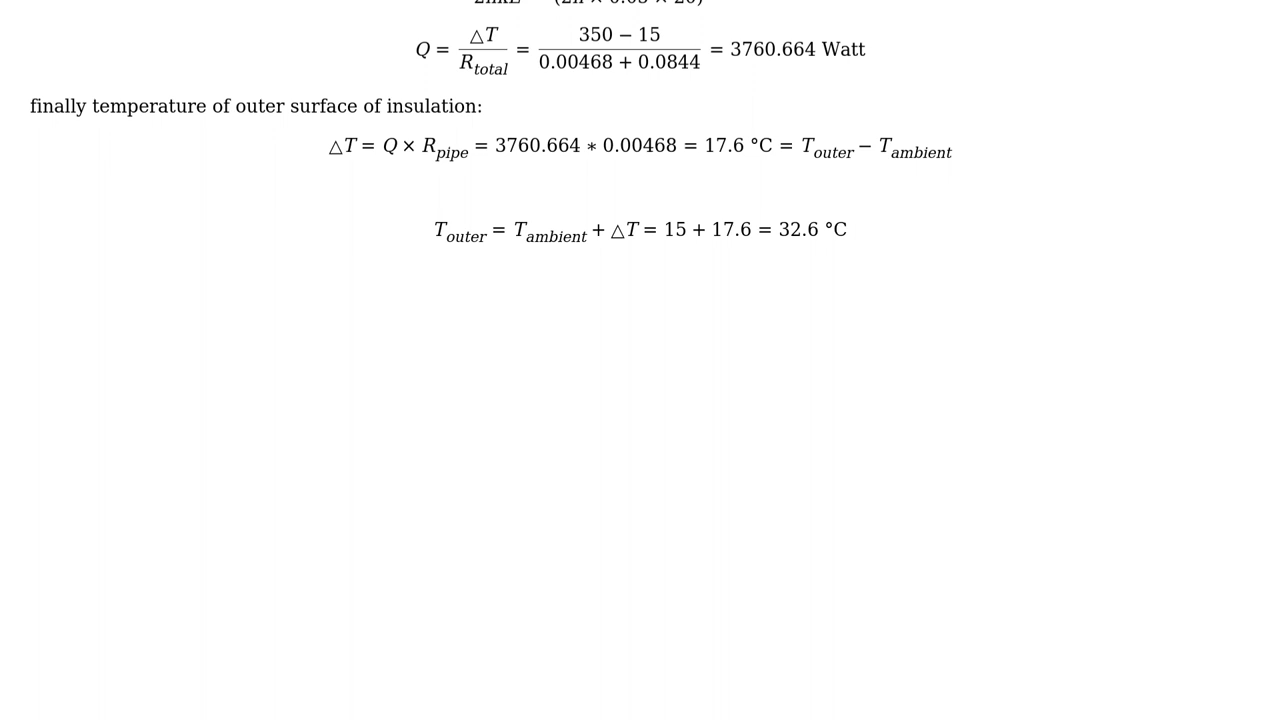 Q = △T / R_total = (350 − 15) / (0.00468 + 0.0844) = 3760.664 Watt
finally temperature of outer surface of insulation:
△T = Q × R_pipe = 3760.664 ∗ 0.00468 = 17.6 °C = T_outer − T_ambient
T_outer = T_ambient + △T = 15 + 17.6 = 32.6 °C